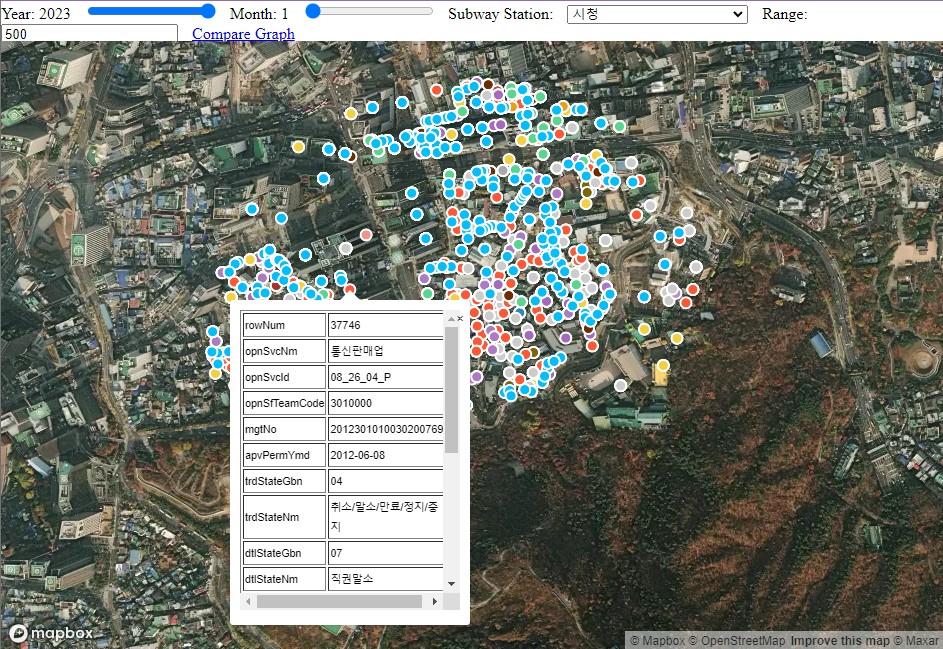 Year: 2023 Month: 1 Subway Station: 시청 Range:
500 Compare Graph
rowNum 37746
opnSvcNm 통신판매업
opnSvcId 08_26_04_P
opnSfTeamCode 3010000
mgtNo 2012301010030200769
apvPermYmd 2012-06-08
trdStateGbn 04
trdStateNm 취소/말소/만료/정지/중
지
dtlStateGbn 07
dtlStateNm 직권말소
mapbox
© Mapbox © OpenStreetMap Improve this map © Maxar